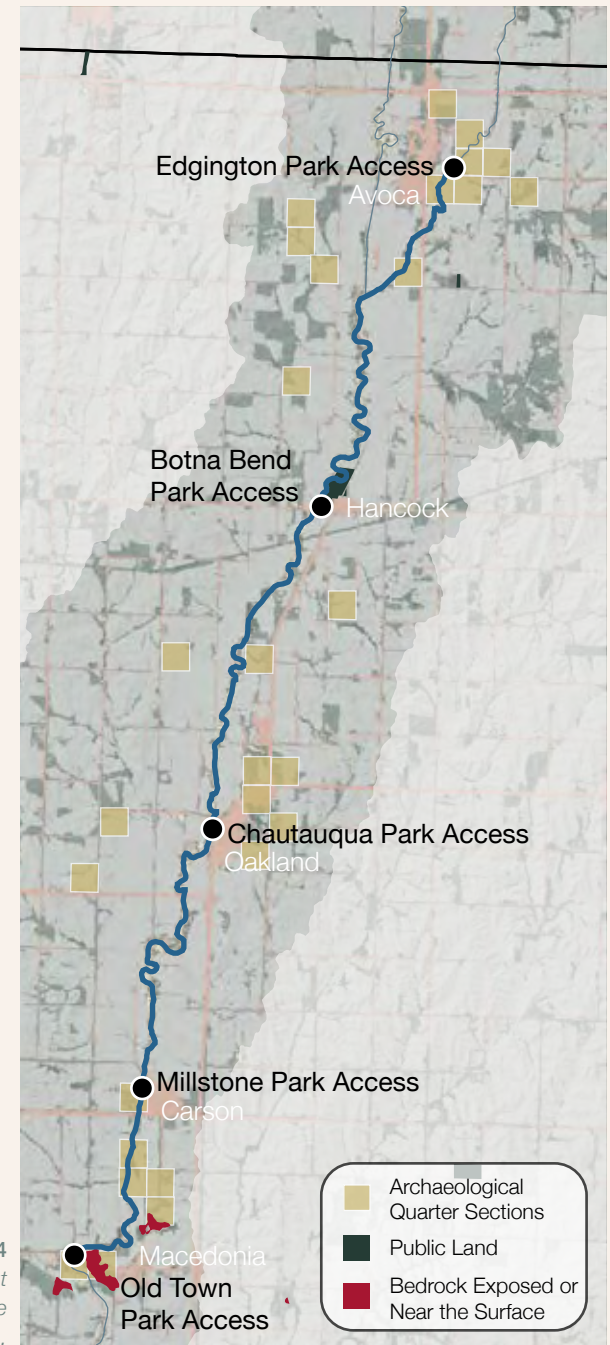 Edgington Park Access
Avoca
Botna Bend
Park Access
Hancock
Chautauqua Park Access
Oakland
Millstone Park Access
Carson
Macedonia
Old Town
Park Access
Archaeological
Quarter Sections
Public Land
Bedrock Exposed or
Near the Surface
4
t
e